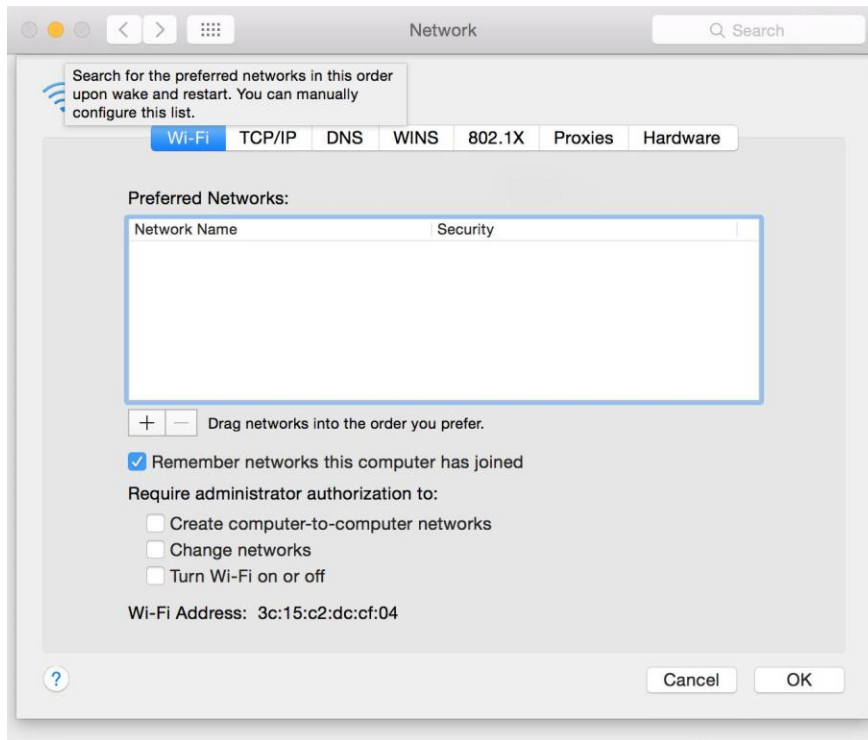 Network
Search
Search for the preferred networks in this order
upon wake and restart. You can manually
configure this list.
Wi-Fi TCP/IP DNS WINS 802.1X Proxies Hardware
Preferred Networks:
Network Name Security
Drag networks into the order you prefer.
Remember networks this computer has joined
Require administrator authorization to:
Create computer-to-computer networks
Change networks
Turn Wi-Fi on or off
Wi-Fi Address: 3c:15:c2:dc:cf:04
? Cancel OK